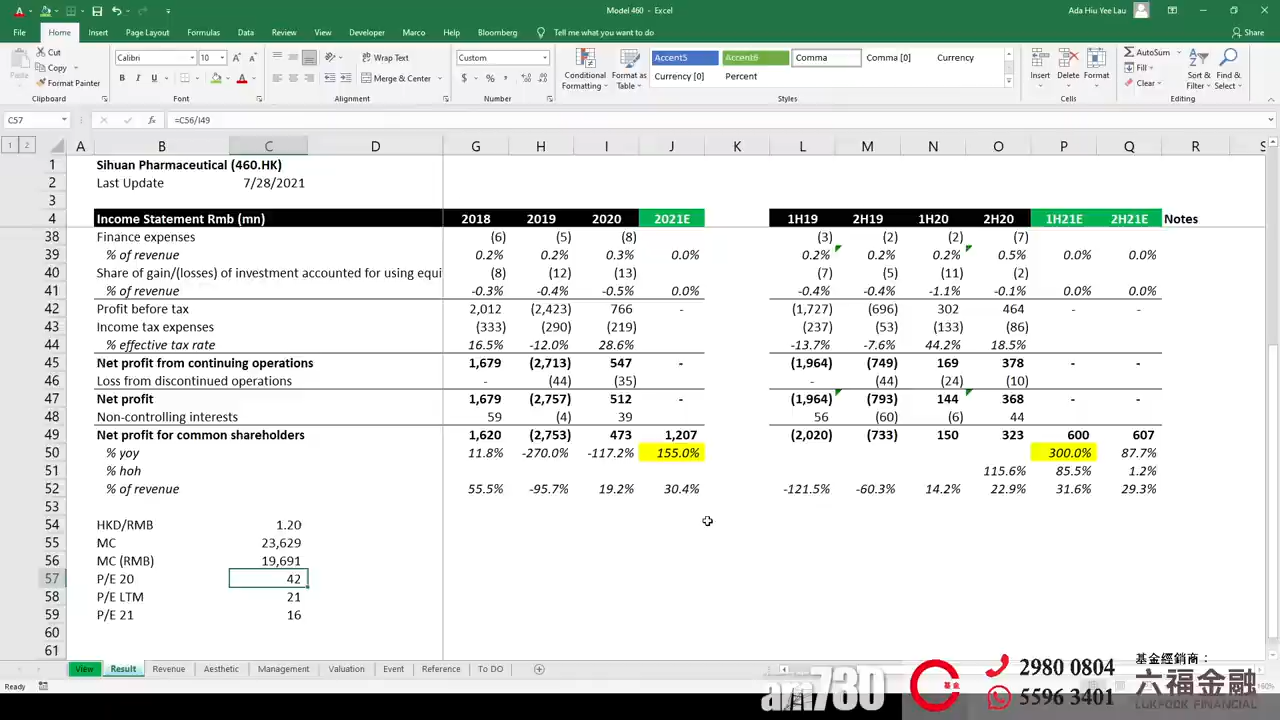 Model 460 - Excel
Ada Hiu Yee Lau
File Home Insert Page Layout Formulas Data Review View Developer Marco Help Bloomberg Tell me what you want to do Share
Cut
Copy
Format Painter
Paste
Clipboard
Calibri 10
B I U
Font
Wrap Text
Merge & Center
Alignment
Custom
Number
Conditional Formatting
Format as Table
Accent5 Accent6 Comma Comma [0] Currency
Currency [0] Percent
Styles
Insert Delete Format
Cells
AutoSum
Fill
Clear
Sort & Filter
Find & Select
Editing
C57 =C56/I49
1 2
A B C D G H I J K L M N O P Q R S
1 Sihuan Pharmaceutical (460.HK)
2 Last Update 7/28/2021
3
4 Income Statement Rmb (mn) 2018 2019 2020 2021E 1H19 2H19 1H20 2H20 1H21E 2H21E Notes
38 Finance expenses (6) (5) (8) (3) (2) (2) (7)
39 % of revenue 0.2% 0.2% 0.3% 0.0% 0.2% 0.2% 0.2% 0.5% 0.0% 0.0%
40 Share of gain/(losses) of investment accounted for using equi (8) (12) (13) (7) (5) (11) (2)
41 % of revenue -0.3% -0.4% -0.5% 0.0% -0.4% -0.4% -1.1% -0.1% 0.0% 0.0%
42 Profit before tax 2,012 (2,423) 766 - (1,727) (696) 302 464 - -
43 Income tax expenses (333) (290) (219) (237) (53) (133) (86)
44 % effective tax rate 16.5% -12.0% 28.6% -13.7% -7.6% 44.2% 18.5%
45 Net profit from continuing operations 1,679 (2,713) 547 - (1,964) (749) 169 378 - -
46 Loss from discontinued operations - (44) (35) - (44) (24) (10)
47 Net profit 1,679 (2,757) 512 - (1,964) (793) 144 368 - -
48 Non-controlling interests 59 (4) 39 56 (60) (6) 44
49 Net profit for common shareholders 1,620 (2,753) 473 1,207 (2,020) (733) 150 323 600 607
50 % yoy 11.8% -270.0% -117.2% 155.0% 300.0% 87.7%
51 % hoh 115.6% 85.5% 1.2%
52 % of revenue 55.5% -95.7% 19.2% 30.4% -121.5% -60.3% 14.2% 22.9% 31.6% 29.3%
53
54 HKD/RMB 1.20
55 MC 23,629
56 MC (RMB) 19,691
57 P/E 20 42
58 P/E LTM 21
59 P/E 21 16
60
61
View Result Revenue Aesthetic Management Valuation Event Reference To DO
Ready
am730
基金
2980 0804
5596 3401
基金經銷商：
六福金融
LUKFOOK FINANCIAL